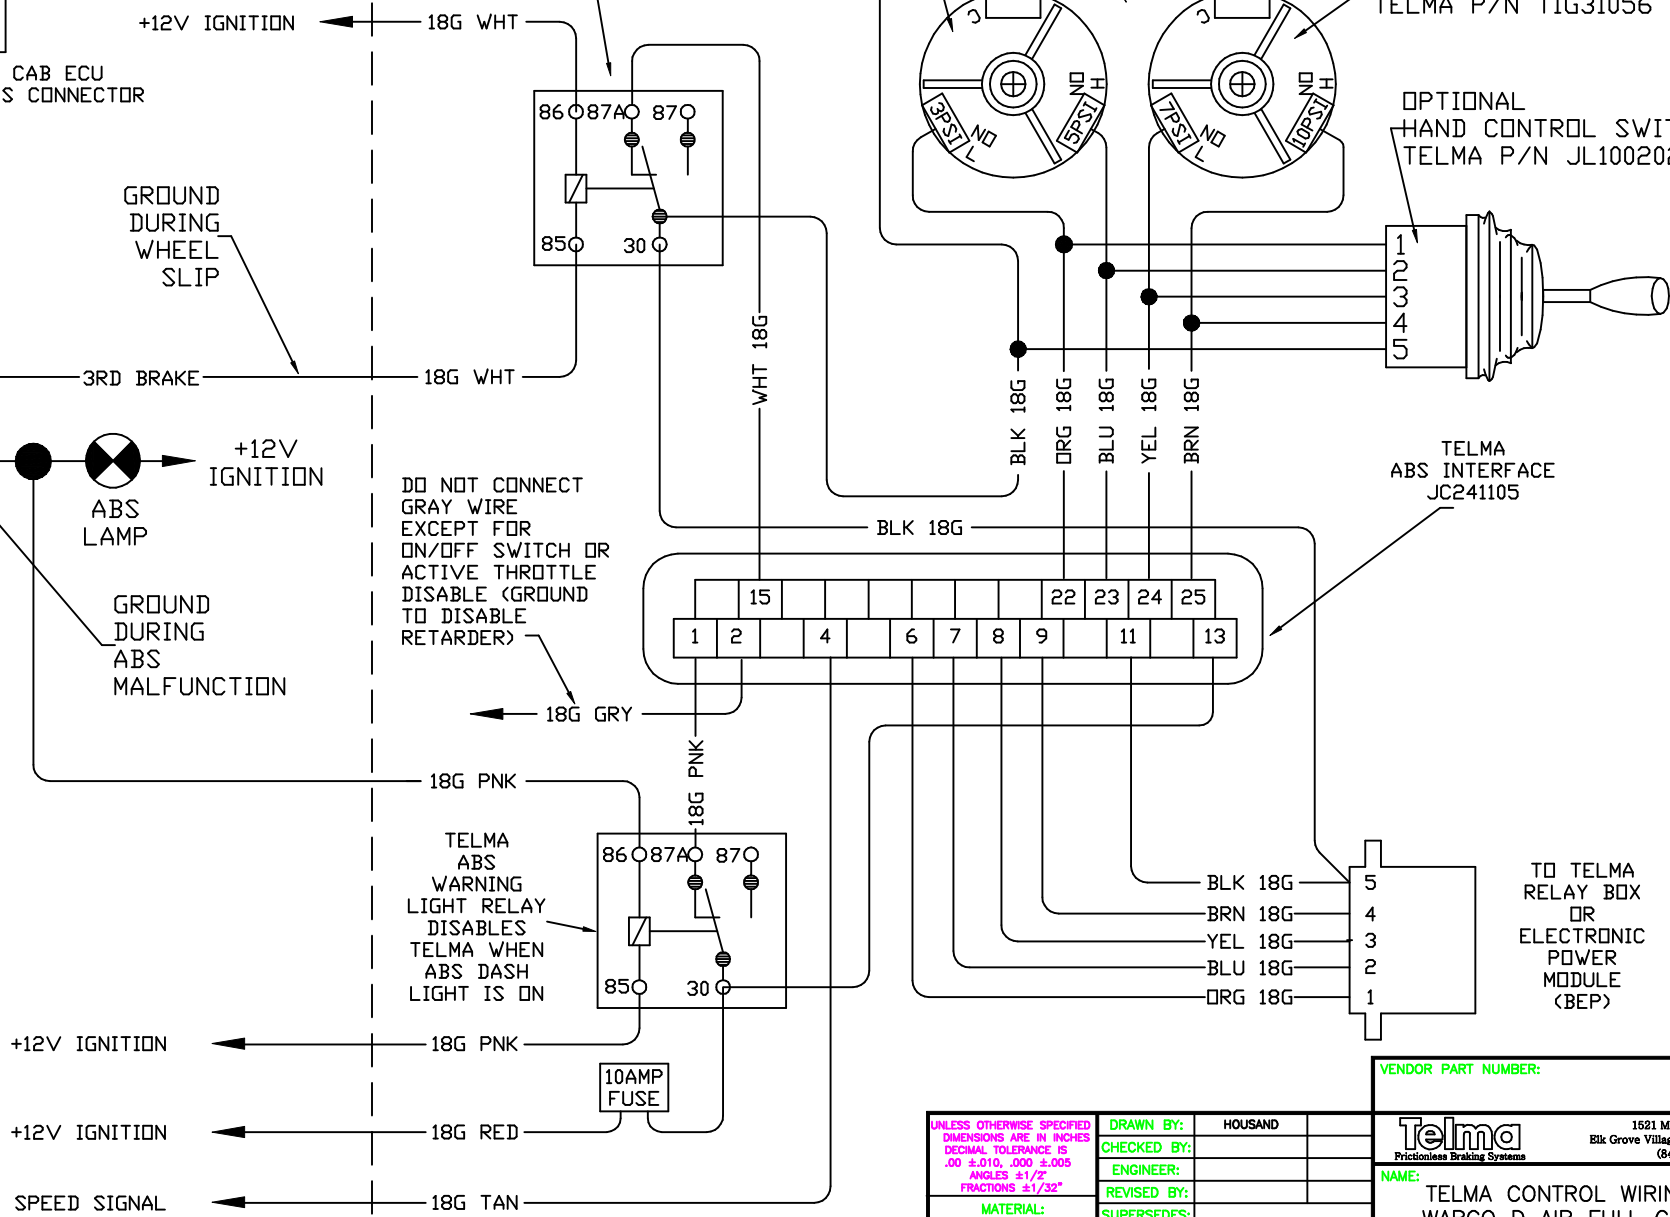 +12V IGNITION
18G WHT
CAB ECU
S CONNECTOR
TELMA P/N T1G31056
86
87A
87
85
30
3PSI
NO
L
5PSI
NO
H
C
7PSI
NO
L
10PSI
NO
H
C
OPTIONAL
HAND CONTROL SWIT
TELMA P/N JL100202
1
2
3
4
5
GROUND
DURING
WHEEL
SLIP
3RD BRAKE
18G WHT
WHT 18G
BLK 18G
ORG 18G
BLU 18G
YEL 18G
BRN 18G
+12V
IGNITION
ABS
LAMP
DO NOT CONNECT
GRAY WIRE
EXCEPT FOR
ON/OFF SWITCH OR
ACTIVE THROTTLE
DISABLE (GROUND
TO DISABLE
RETARDER)
TELMA
ABS INTERFACE
JC241105
BLK 18G
15
22
23
24
25
1
2
4
6
7
8
9
11
13
GROUND
DURING
ABS
MALFUNCTION
18G GRY
18G PNK
18G PNK
TELMA
ABS
WARNING
LIGHT RELAY
DISABLES
TELMA WHEN
ABS DASH
LIGHT IS ON
86
87A
87
85
30
BLK 18G
BRN 18G
YEL 18G
BLU 18G
ORG 18G
5
4
3
2
1
TO TELMA
RELAY BOX
OR
ELECTRONIC
POWER
MODULE
(BEP)
+12V IGNITION
18G PNK
10AMP
FUSE
+12V IGNITION
18G RED
SPEED SIGNAL
18G TAN
VENDOR PART NUMBER:
UNLESS OTHERWISE SPECIFIED
DIMENSIONS ARE IN INCHES
DECIMAL TOLERANCE IS
.00 ±.010, .000 ±.005
ANGLES ±1/2°
FRACTIONS ±1/32"
MATERIAL:
DRAWN BY:
HOUSAND
CHECKED BY:
ENGINEER:
REVISED BY:
SUPERSEDES:
Telma
Frictionless Braking Systems
1521 M
Elk Grove Villag
(84
NAME:
TELMA CONTROL WIRIN